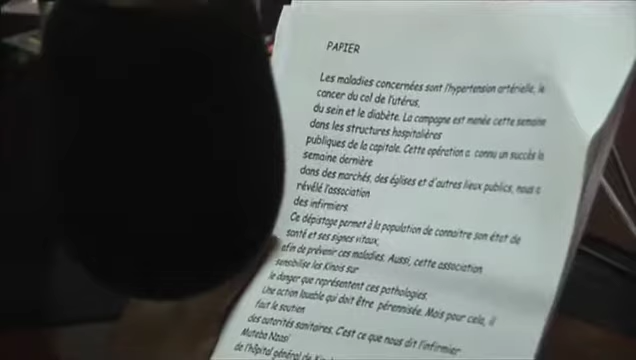 PAPIER
Les maladies concernées sont l'hypertension artérielle, le
cancer du col de l'utérus,
du sein et le diabète. La campagne est menée cette semaine
dans les structures hospitalières
publiques de la capitale. Cette opération a connu un succès la
semaine dernière
dans des marchés, des églises et d'autres lieux publics, nous a
révélé l'association
des infirmiers.
Ce dépistage permet à la population de connaitre son état de
santé et ses signes vitaux,
afin de prévenir ces maladies. Aussi, cette association
sensibilise les Kinois sur
le danger que représentent ces pathologies.
Une action louable qui doit être pérennisée. Mais pour cela, il
faut le soutien
des autorités sanitaires. C'est ce que nous dit l'infirmier
Muteba
de l'hôpital général de